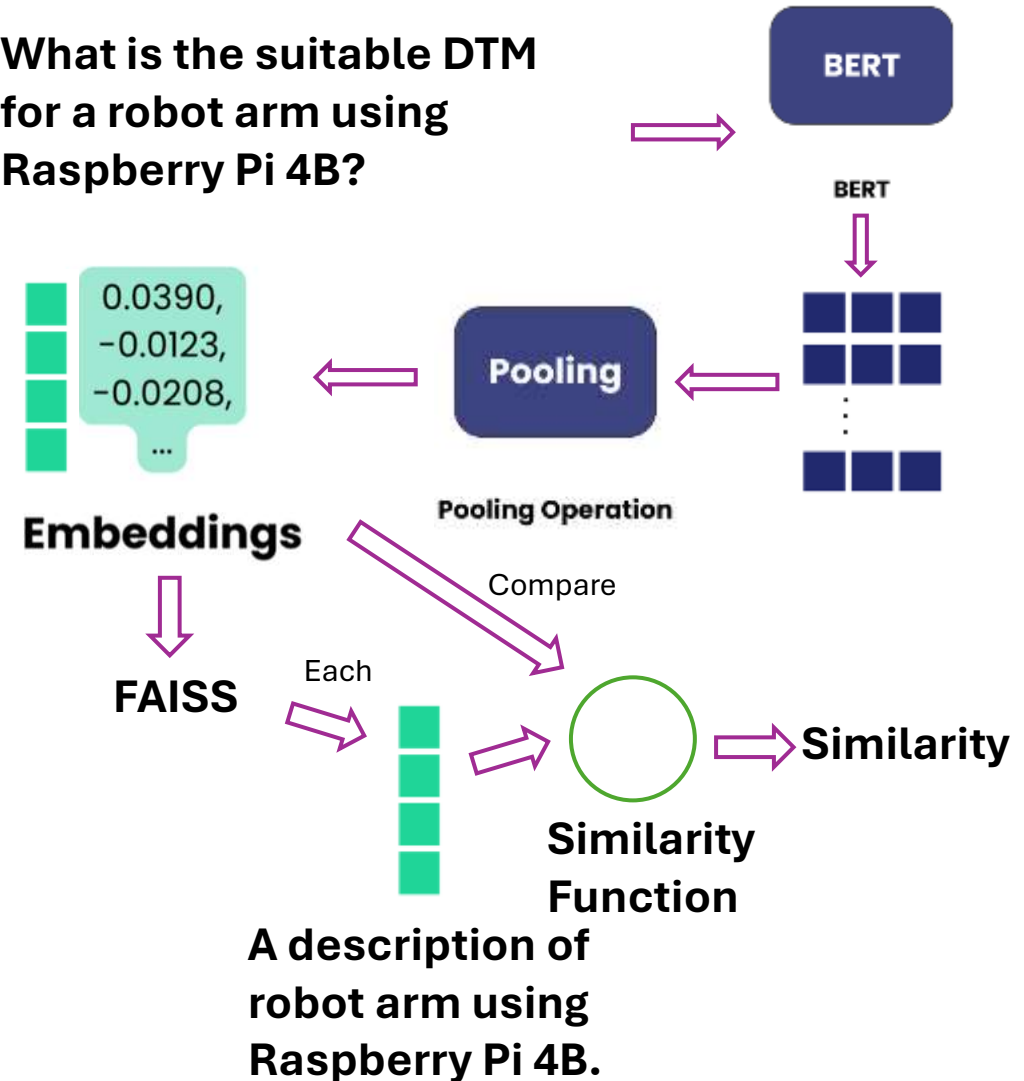 What is the suitable DTM
for a robot arm using
Raspberry Pi 4B?
BERT
BERT
0.0390,
−0.0123,
−0.0208,
...
Pooling
Pooling Operation
Embeddings
Compare
FAISS
Each
Similarity
Similarity
Function
A description of
robot arm using
Raspberry Pi 4B.